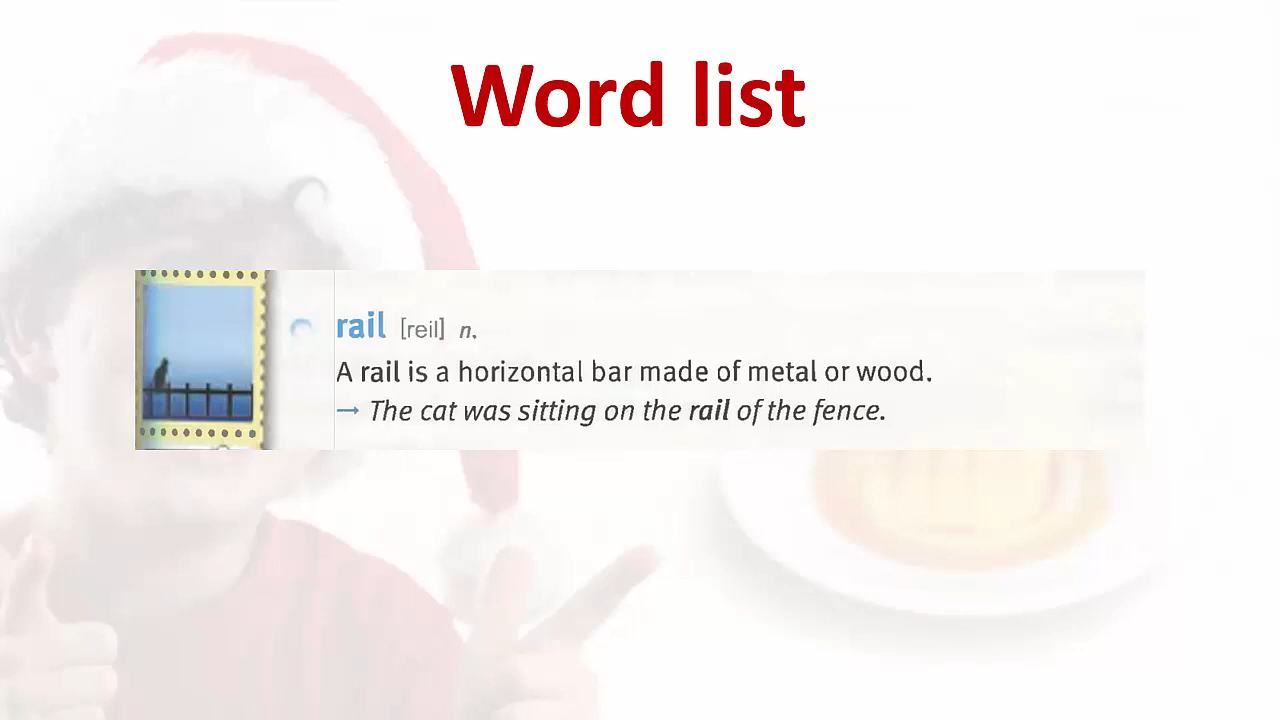 Word list
rail [reil] n.
A rail is a horizontal bar made of metal or wood.
→ The cat was sitting on the rail of the fence.